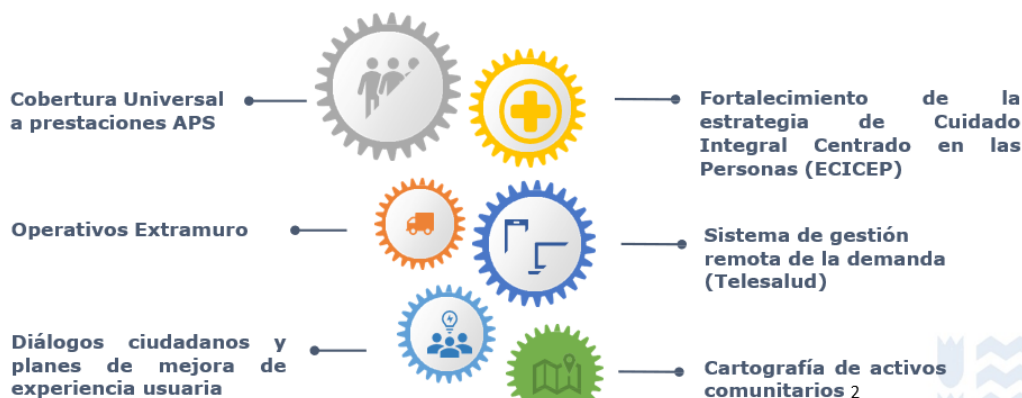 Cobertura Universal
a prestaciones APS
Fortalecimiento de la
estrategia de Cuidado
Integral Centrado en las
Personas (ECICEP)
Operativos Extramuro
Sistema de gestión
remota de la demanda
(Telesalud)
Diálogos ciudadanos y
planes de mejora de
experiencia usuaria
Cartografía de activos
comunitarios 2